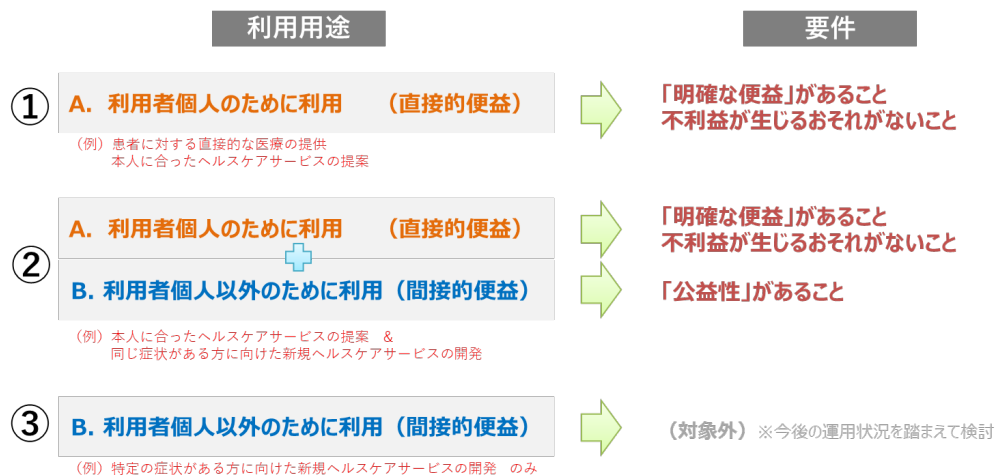 利用用途
要件
①
A. 利用者個人のために利用 （直接的便益）
「明確な便益」があること
不利益が生じるおそれがないこと
（例）患者に対する直接的な医療の提供
本人に合ったヘルスケアサービスの提案
②
A. 利用者個人のために利用 （直接的便益）
「明確な便益」があること
不利益が生じるおそれがないこと
B. 利用者個人以外のために利用（間接的便益）
「公益性」があること
（例）本人に合ったヘルスケアサービスの提案 ＆
同じ症状がある方に向けた新規ヘルスケアサービスの開発
③
B. 利用者個人以外のために利用（間接的便益）
（対象外）※今後の運用状況を踏まえて検討
（例）特定の症状がある方に向けた新規ヘルスケアサービスの開発 のみ